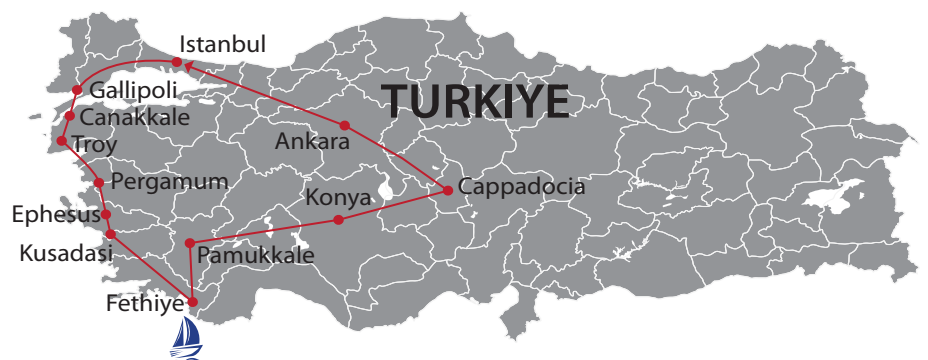 Istanbul
TURKIYE
Gallipoli
Canakkale
Ankara
Troy
Pergamum
Cappadocia
Konya
Ephesus
Kusadasi
Pamukkale
Fethiye